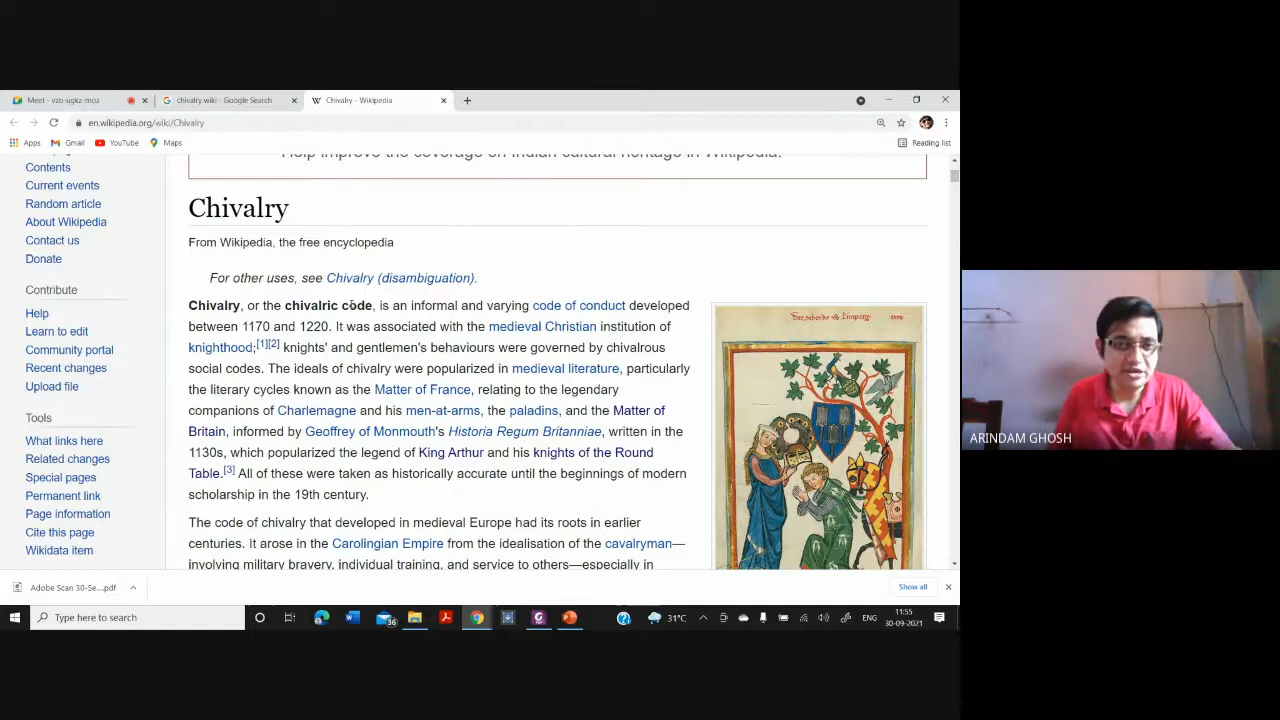 Meet - vzo-ugkz-mcu
chivalry wiki - Google Search
Chivalry - Wikipedia
en.wikipedia.org/wiki/Chivalry
Apps
Gmail
YouTube
Maps
Reading list
Help improve the coverage on Indian cultural heritage in Wikipedia.
Contents
Current events
Random article
About Wikipedia
Contact us
Donate
Contribute
Help
Learn to edit
Community portal
Recent changes
Upload file
Tools
What links here
Related changes
Special pages
Permanent link
Page information
Cite this page
Wikidata item
Chivalry
From Wikipedia, the free encyclopedia
For other uses, see Chivalry (disambiguation).
Chivalry, or the chivalric code, is an informal and varying code of conduct developed
between 1170 and 1220. It was associated with the medieval Christian institution of
knighthood;[1][2] knights' and gentlemen's behaviours were governed by chivalrous
social codes. The ideals of chivalry were popularized in medieval literature, particularly
the literary cycles known as the Matter of France, relating to the legendary
companions of Charlemagne and his men-at-arms, the paladins, and the Matter of
Britain, informed by Geoffrey of Monmouth's Historia Regum Britanniae, written in the
1130s, which popularized the legend of King Arthur and his knights of the Round
Table.[3] All of these were taken as historically accurate until the beginnings of modern
scholarship in the 19th century.
The code of chivalry that developed in medieval Europe had its roots in earlier
centuries. It arose in the Carolingian Empire from the idealisation of the cavalryman—
involving military bravery, individual training, and service to others—especially in
ARINDAM GHOSH
Adobe Scan 30-Se....pdf
Show all
Type here to search
36
31°C
ENG
11:55
30-09-2021